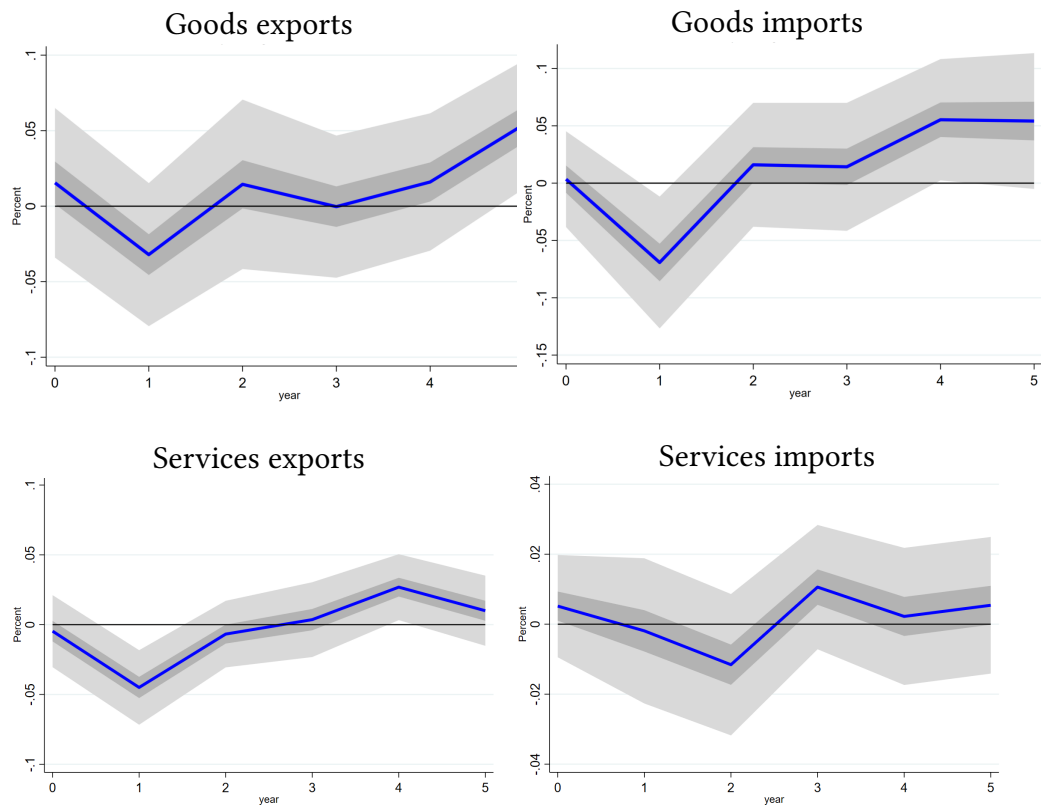 Goods exports
Percent
.1
.05
0
-.05
-.1
0 1 2 3 4
year
Goods imports
Percent
.1
.05
0
-.05
-.1
-.15
0 1 2 3 4 5
year
Services exports
Percent
.1
.05
0
-.05
-.1
0 1 2 3 4 5
year
Services imports
Percent
.04
.02
0
-.02
-.04
0 1 2 3 4 5
year